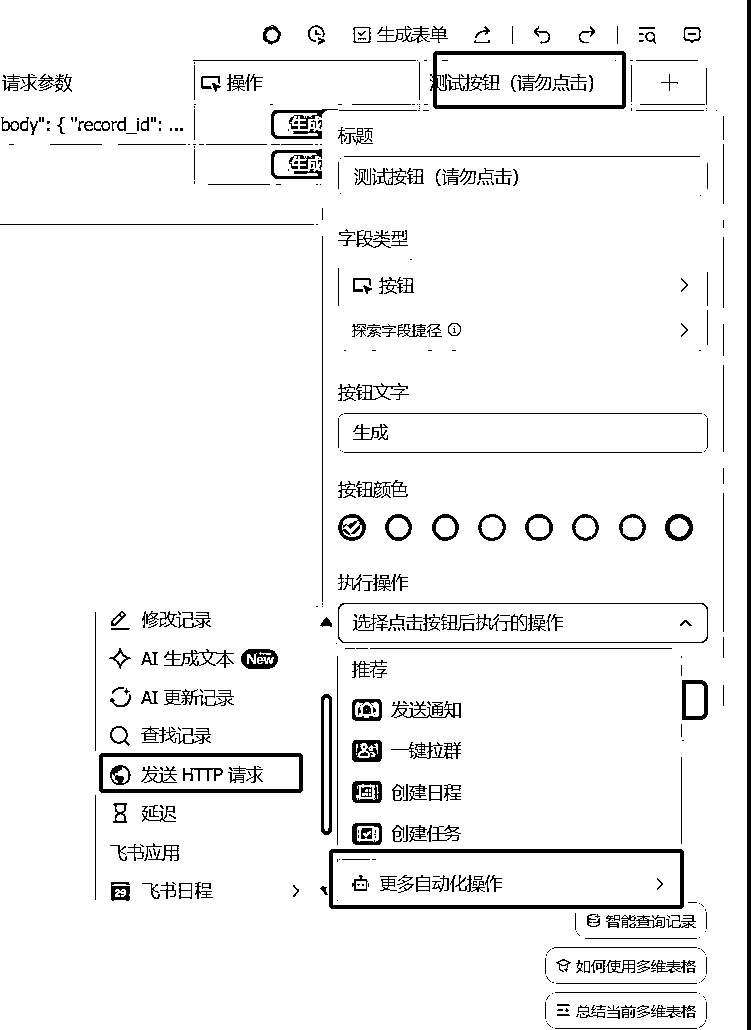 生成表单
请求参数
操作
测试按钮（请勿点击）
body": { "record_id": ...
生成
生成
标题
测试按钮（请勿点击）
字段类型
按钮
探索字段捷径
按钮文字
生成
按钮颜色
执行操作
选择点击按钮后执行的操作
推荐
发送通知
一键拉群
创建日程
创建任务
更多自动化操作
修改记录
AI 生成文本 New
AI 更新记录
查找记录
发送 HTTP 请求
延迟
飞书应用
29 飞书日程
智能查询记录
如何使用多维表格
总结当前多维表格